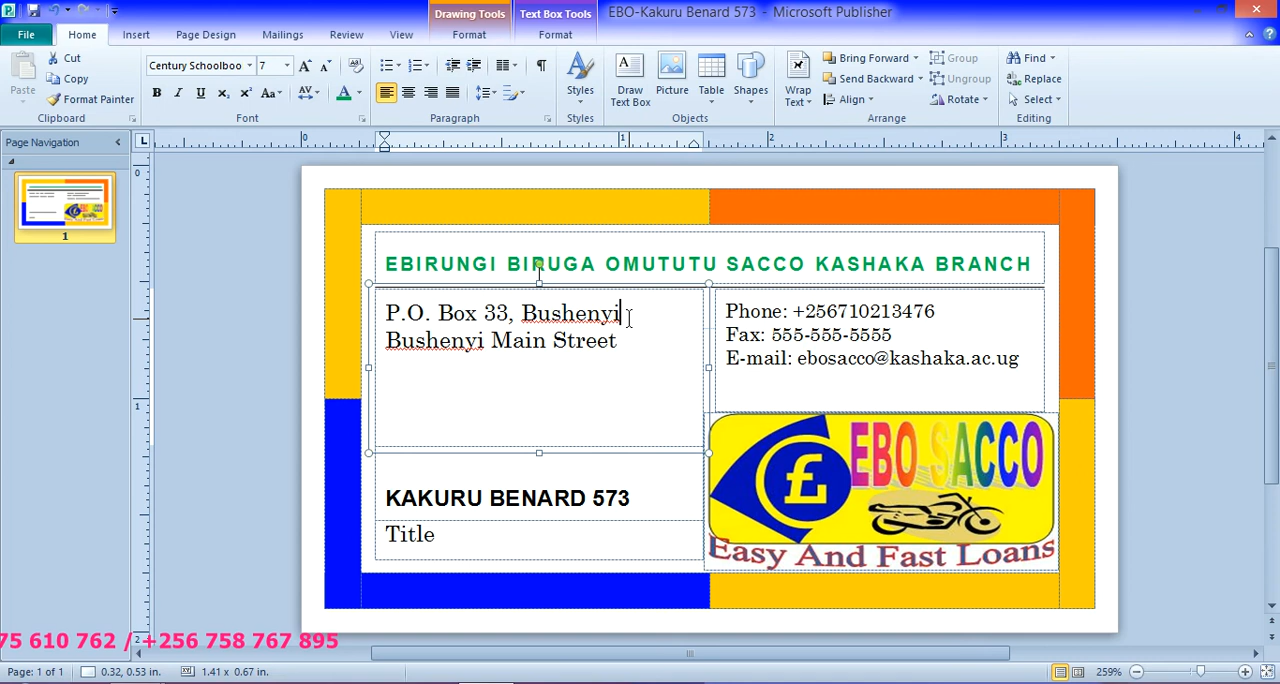 Drawing Tools
Text Box Tools
EBO-Kakuru Benard 573 - Microsoft Publisher
File
Home
Insert
Page Design
Mailings
Review
View
Format
Format
Paste
Cut
Copy
Format Painter
Clipboard
Century Schoolboo
7
Font
Paragraph
Styles
Styles
Draw Text Box
Picture
Table
Shapes
Objects
Wrap Text
Bring Forward
Send Backward
Align
Group
Ungroup
Rotate
Arrange
Find
Replace
Select
Editing
Page Navigation
1
EBIRUNGI BIRUGA OMUTUTU SACCO KASHAKA BRANCH
P.O. Box 33, Bushenyi
Bushenyi Main Street
Phone: +256710213476
Fax: 555-555-5555
E-mail: ebosacco@kashaka.ac.ug
EBO SACCO
£
Easy And Fast Loans
KAKURU BENARD 573
Title
75 610 762 / +256 758 767 895
Page: 1 of 1
0.32, 0.53 in.
1.41 x 0.67 in.
259%